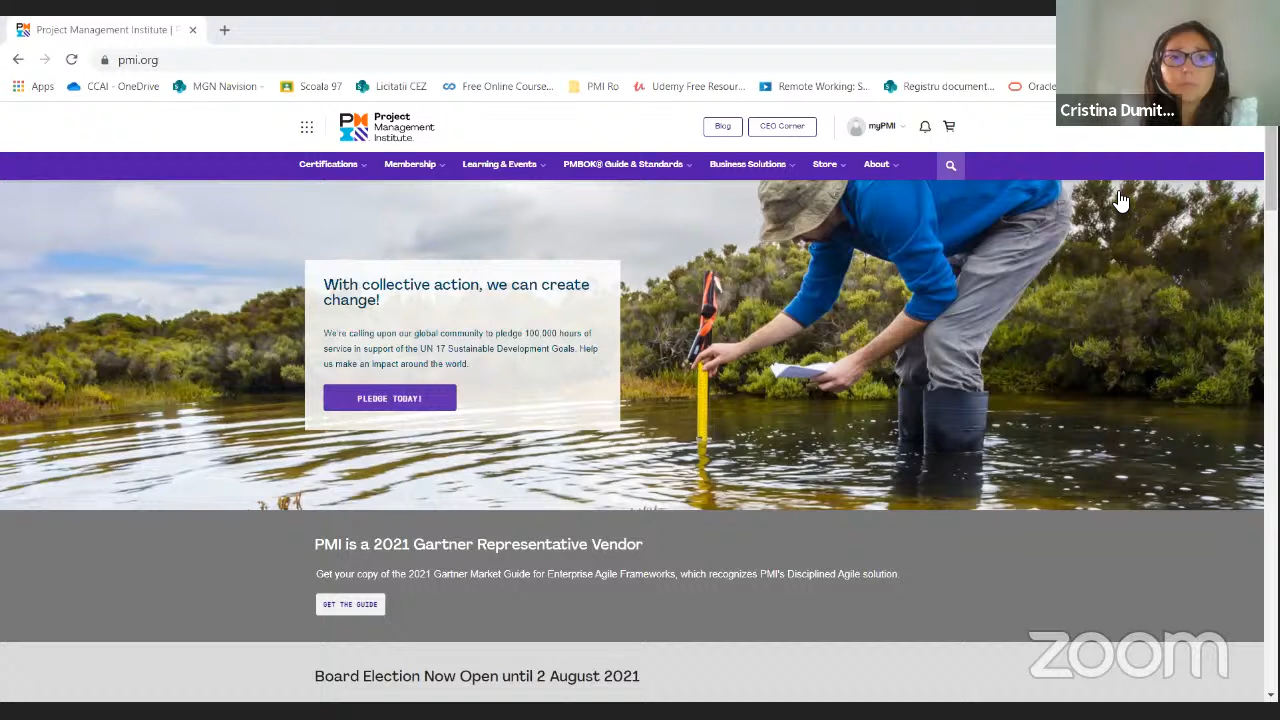 Project Management Institute |
pmi.org
Apps CCAI - OneDrive MGN Navision - Scoala 97 Licitatii CEZ Free Online Course... PMI Ro Udemy Free Resour... Remote Working: S... Registru document... Oracle
Cristina Dumit...
Project
Management
Institute.
Blog
CEO Corner
myPMI
Certifications Membership Learning & Events PMBOK® Guide & Standards Business Solutions Store About
With collective action, we can create
change!
We're calling upon our global community to pledge 100,000 hours of
service in support of the UN 17 Sustainable Development Goals. Help
us make an impact around the world.
PLEDGE TODAY!
PMI is a 2021 Gartner Representative Vendor
Get your copy of the 2021 Gartner Market Guide for Enterprise Agile Frameworks, which recognizes PMI's Disciplined Agile solution.
GET THE GUIDE
zoom
Board Election Now Open until 2 August 2021